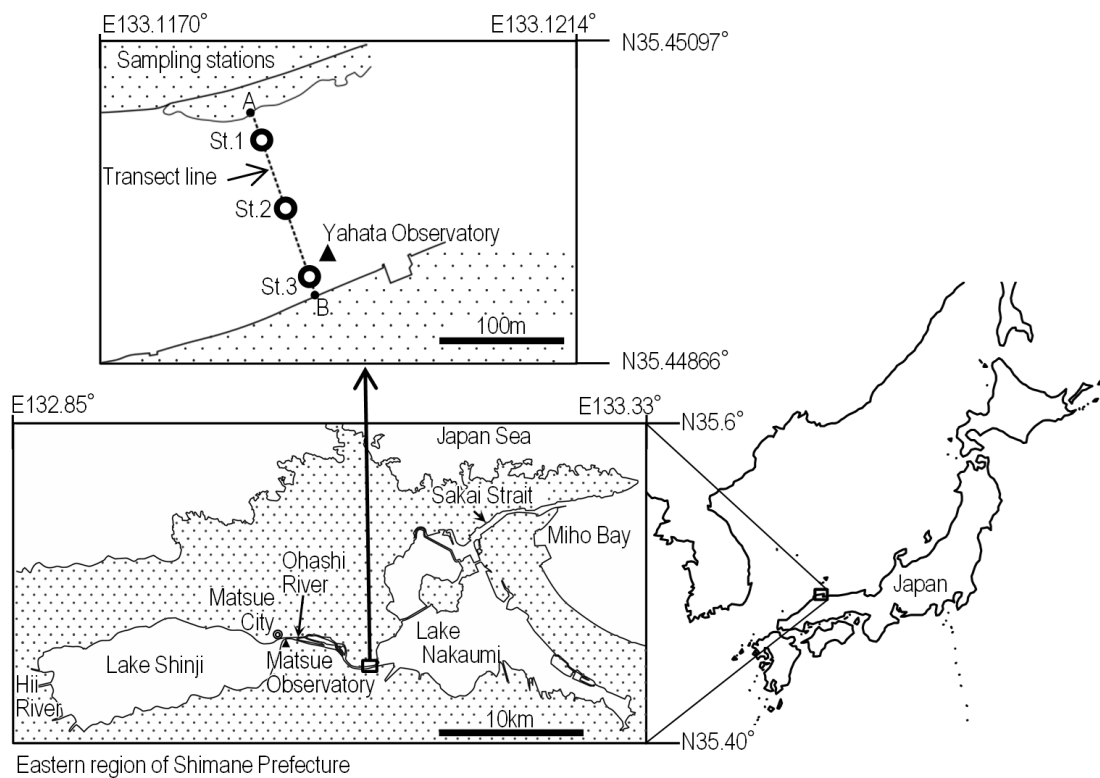 E133.1170°
E133.1214°
N35.45097°
Sampling stations
A
St.1
Transect line
St.2
Yahata Observatory
St.3
B
100m
N35.44866°
E132.85°
E133.33°
N35.6°
Japan Sea
Sakai Strait
Miho Bay
Ohashi
River
Matsue
City
Lake Shinji
Matsue
Observatory
Lake
Nakaumi
Hii
River
10km
N35.40°
Japan
Eastern region of Shimane Prefecture